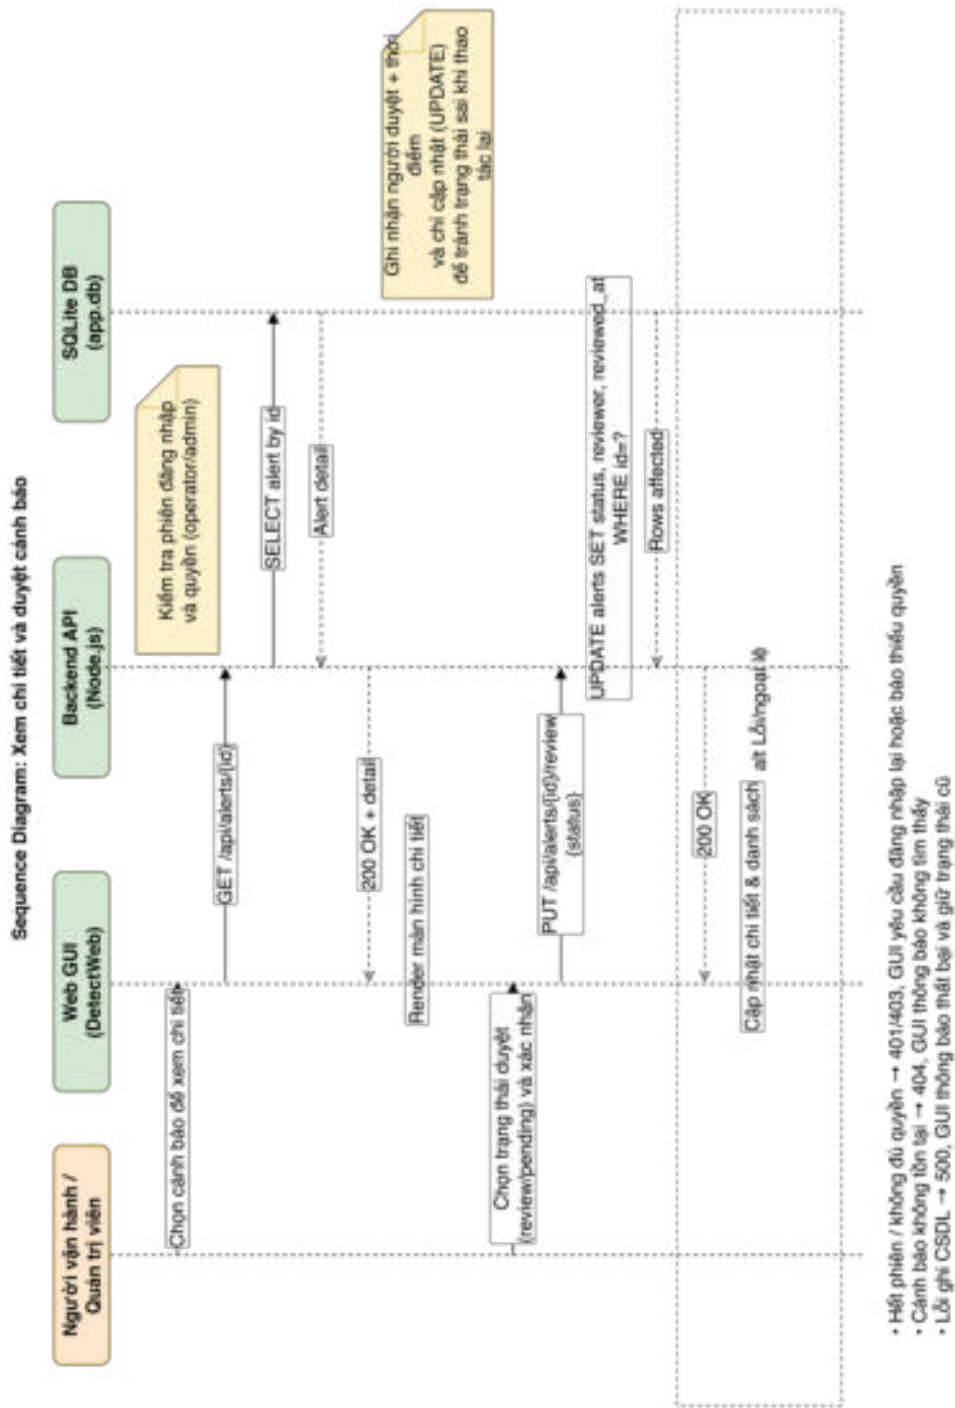 Sequence Diagram: Xem chi tiết và duyệt cảnh báo
Người vận hành /
Quản trị viên
Web GUI
(DetectWeb)
Backend API
(Node.js)
SQLite DB
(app.db)
Kiểm tra phiên đăng nhập
và quyền (operator/admin)
Chọn cảnh báo để xem chi tiết
GET /api/alerts/{id}
SELECT alert by id
Alert detail
200 OK + detail
Render màn hình chi tiết
Ghi nhận người duyệt + thời
điểm
và chỉ cập nhật (UPDATE)
để tránh trạng thái sai khi thao
tác lại
Chọn trạng thái duyệt
(review/pending) và xác nhận
PUT /api/alerts/{id}/review
{status}
UPDATE alerts SET status, reviewer, reviewed_at
WHERE id=?
Rows affected
200 OK
Cập nhật chi tiết & danh sách
alt Lỗi/ngoại lệ
• Hết phiên / không đủ quyền → 401/403, GUI yêu cầu đăng nhập lại hoặc báo thiếu quyền
• Cảnh báo không tồn tại → 404, GUI thông báo không tìm thấy
• Lỗi ghi CSDL → 500, GUI thông báo thất bại và giữ trạng thái cũ